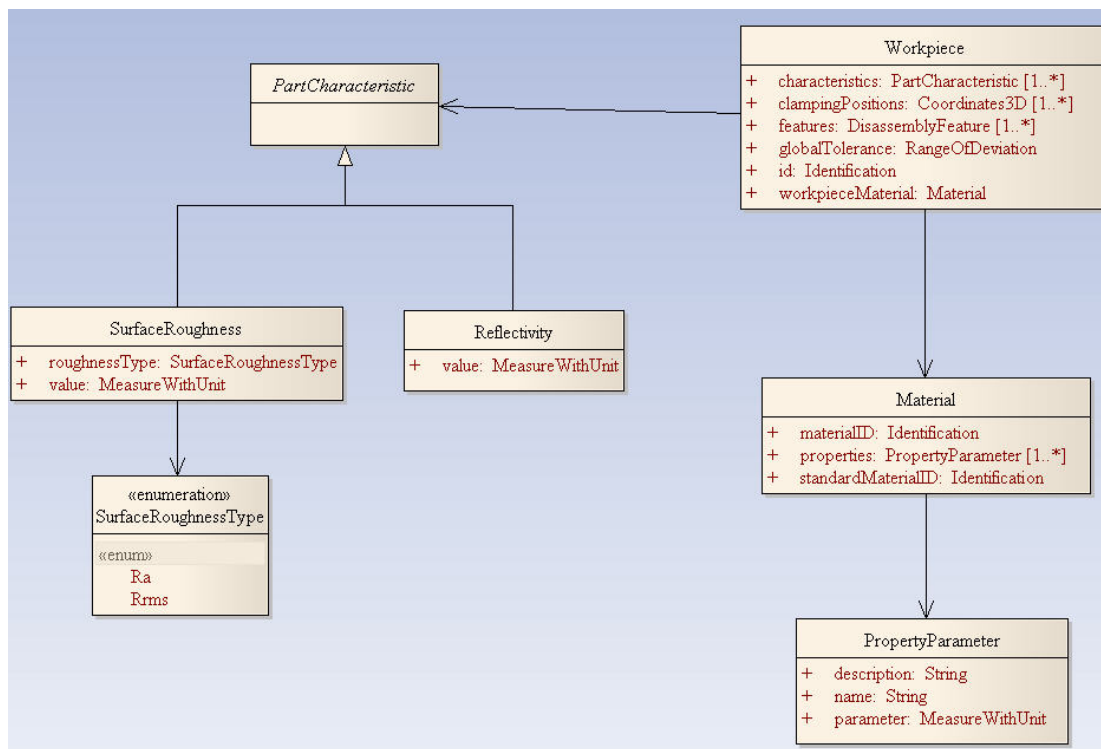 PartCharacteristic
Workpiece
+ characteristics: PartCharacteristic [1..*]
+ clampingPositions: Coordinates3D [1..*]
+ features: DisassemblyFeature [1..*]
+ globalTolerance: RangeOfDeviation
+ id: Identification
+ workpieceMaterial: Material
SurfaceRoughness
+ roughnessType: SurfaceRoughnessType
+ value: MeasureWithUnit
Reflectivity
+ value: MeasureWithUnit
Material
+ materialID: Identification
+ properties: PropertyParameter [1..*]
+ standardMaterialID: Identification
«enumeration»
SurfaceRoughnessType
«enum»
Ra
Rrms
PropertyParameter
+ description: String
+ name: String
+ parameter: MeasureWithUnit